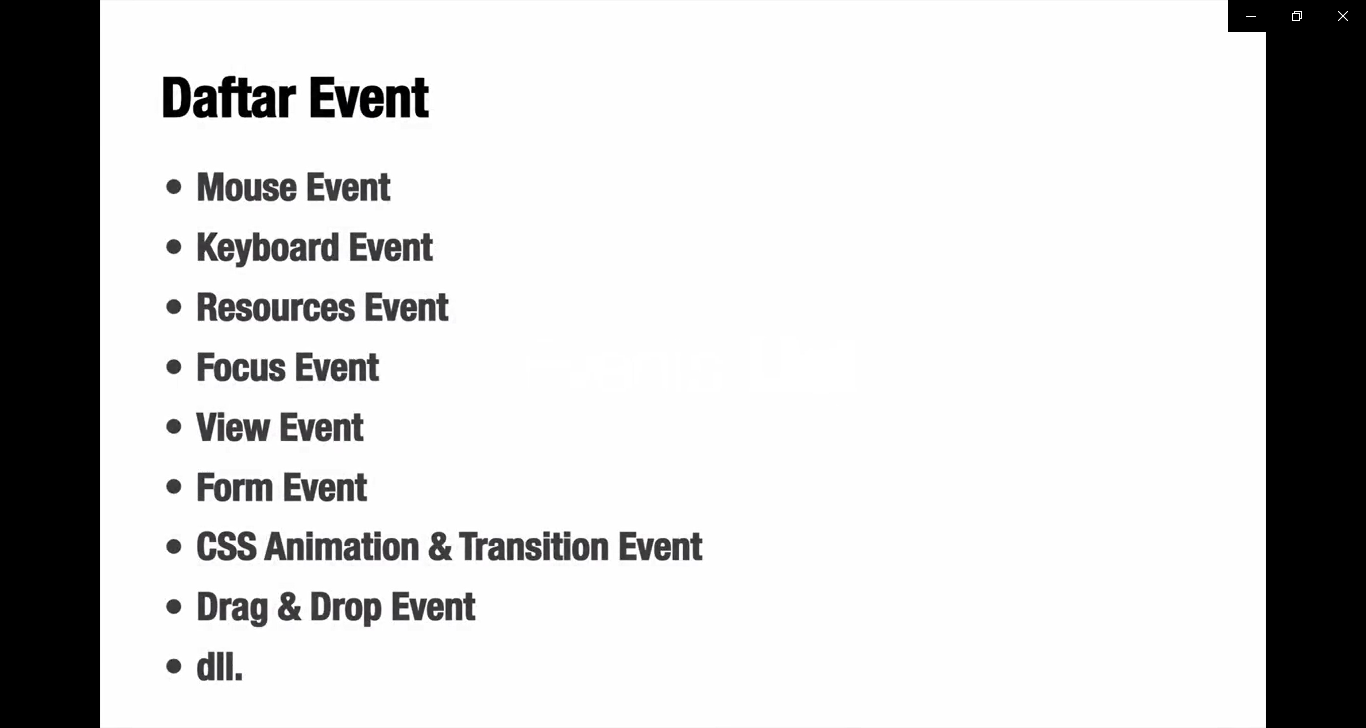 Daftar Event
• Mouse Event
• Keyboard Event
• Resources Event
• Focus Event
• View Event
• Form Event
• CSS Animation & Transition Event
• Drag & Drop Event
• dll.